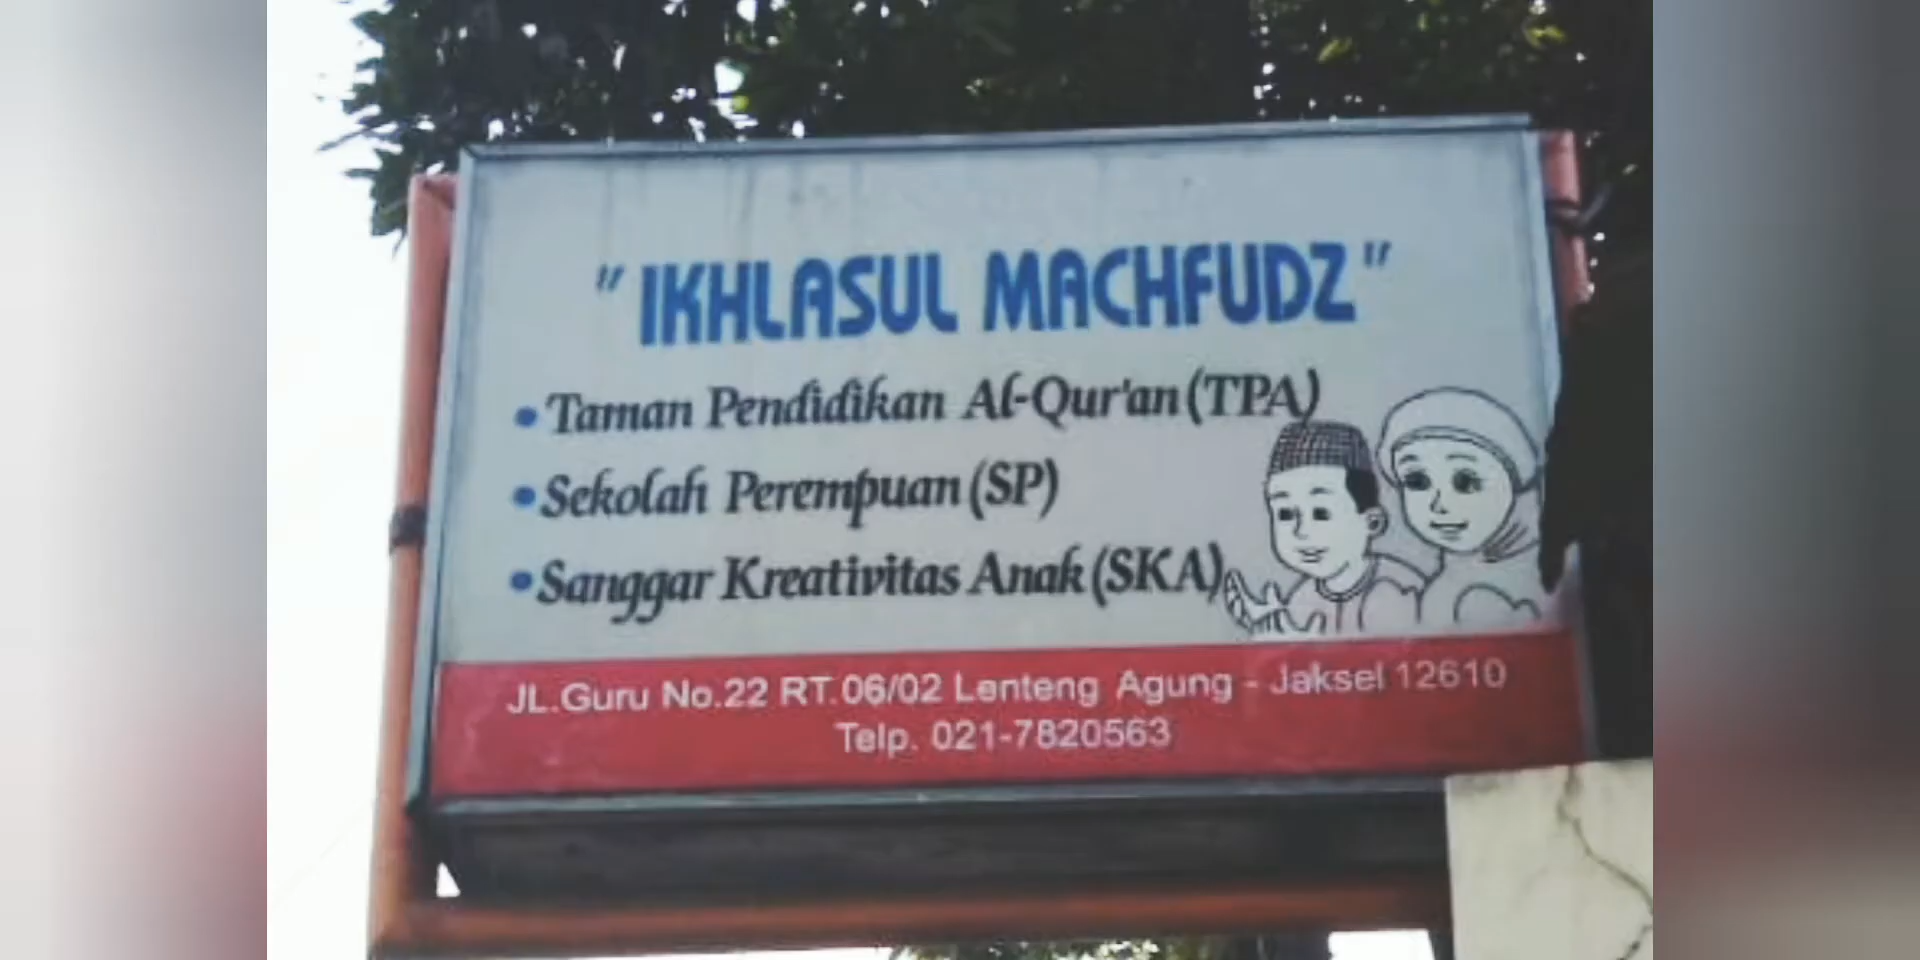 "IKHLASUL MACHFUDZ"
• Taman Pendidikan Al-Qur'an (TPA)
• Sekolah Perempuan (SP)
• Sanggar Kreativitas Anak (SKA)
JL.Guru No.22 RT.06/02 Lenteng Agung - Jaksel 12610
Telp. 021-7820563